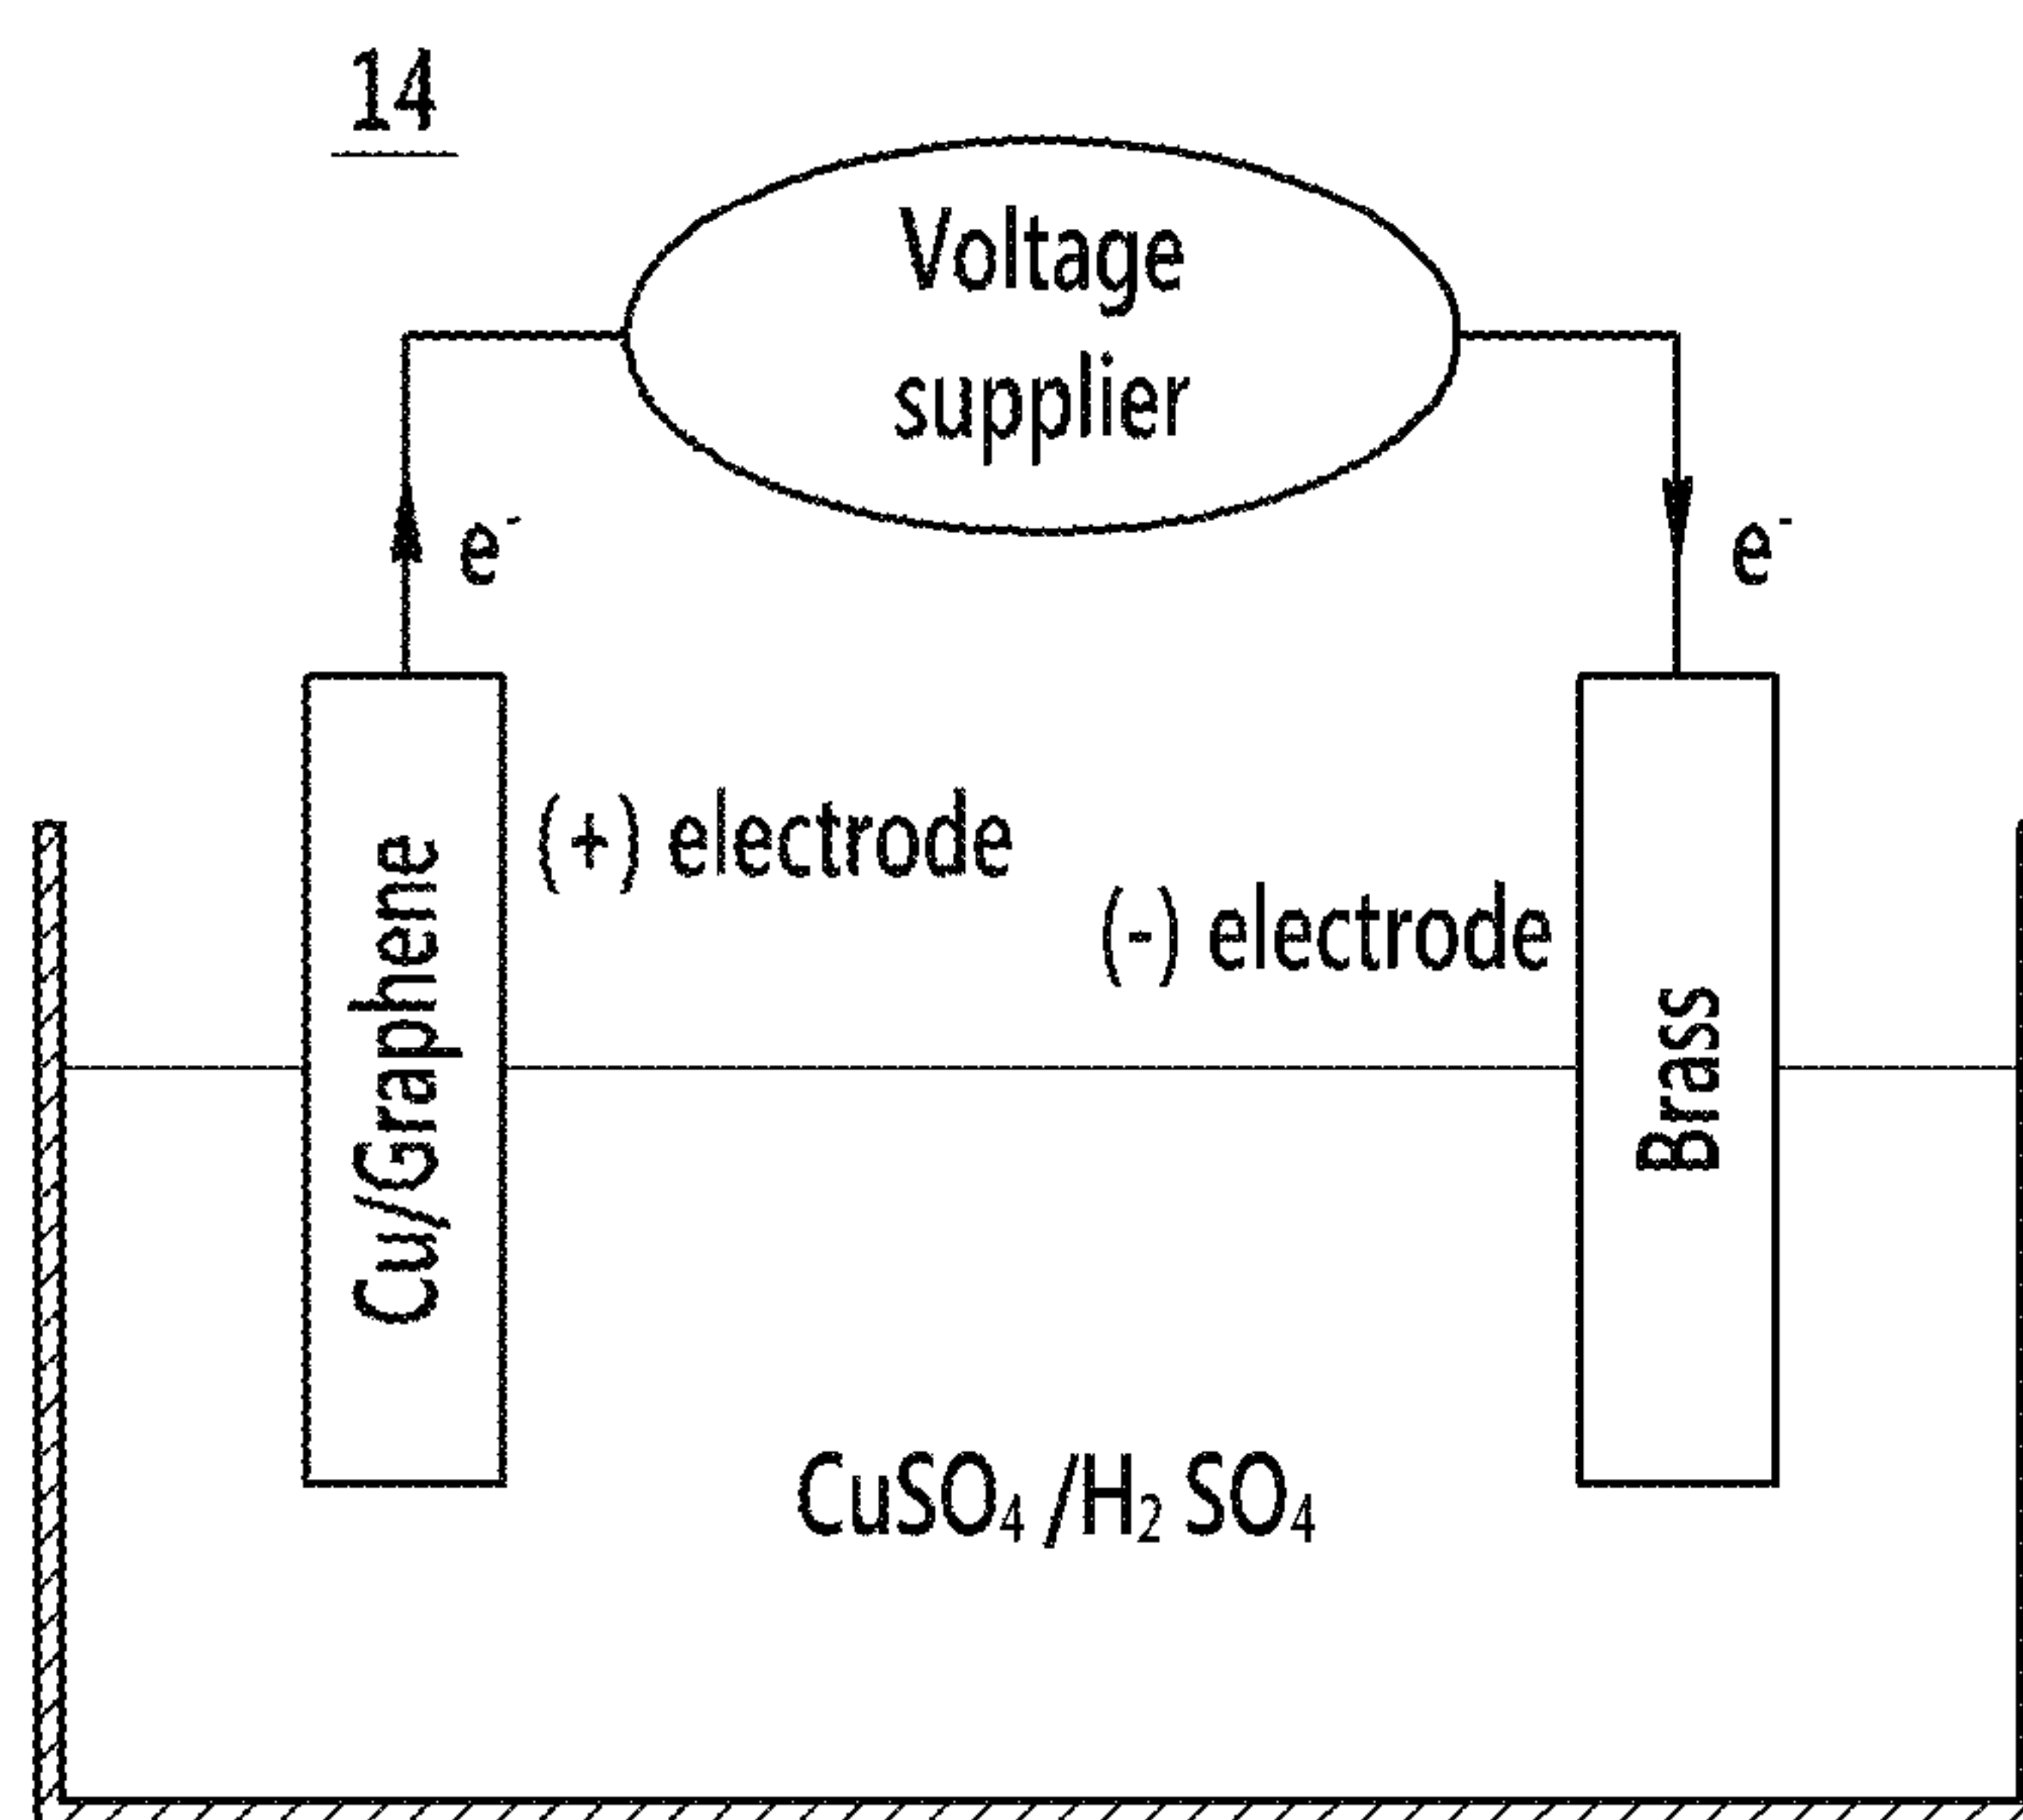 14
Voltage
supplier
e⁻
e⁻
(+) electrode
(-) electrode
Cu/Graphene
Brass
CuSO₄ /H₂ SO₄